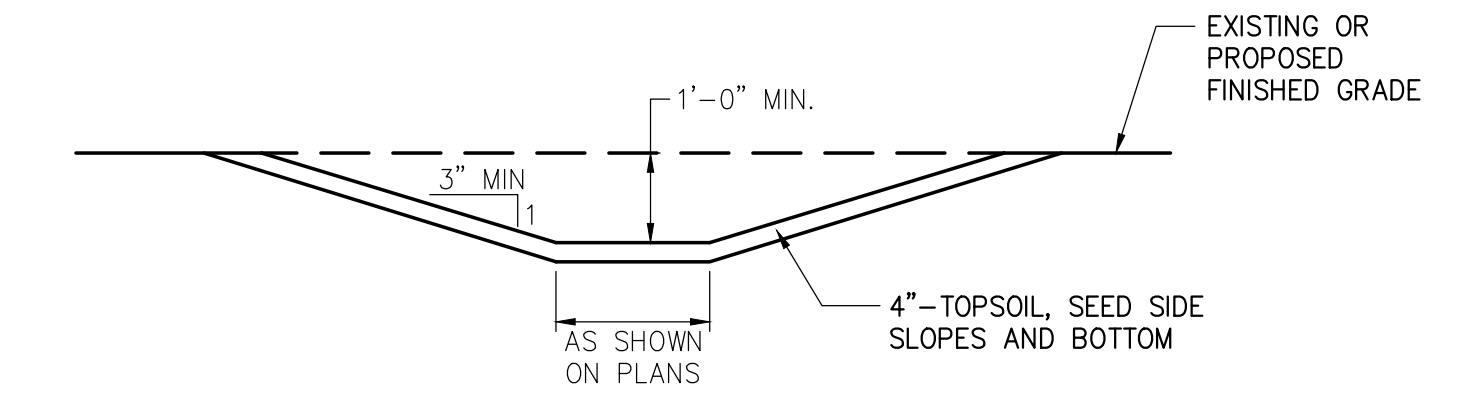 EXISTING OR
PROPOSED
FINISHED GRADE
1'-0" MIN.
3" MIN
1
4"-TOPSOIL, SEED SIDE
SLOPES AND BOTTOM
AS SHOWN
ON PLANS